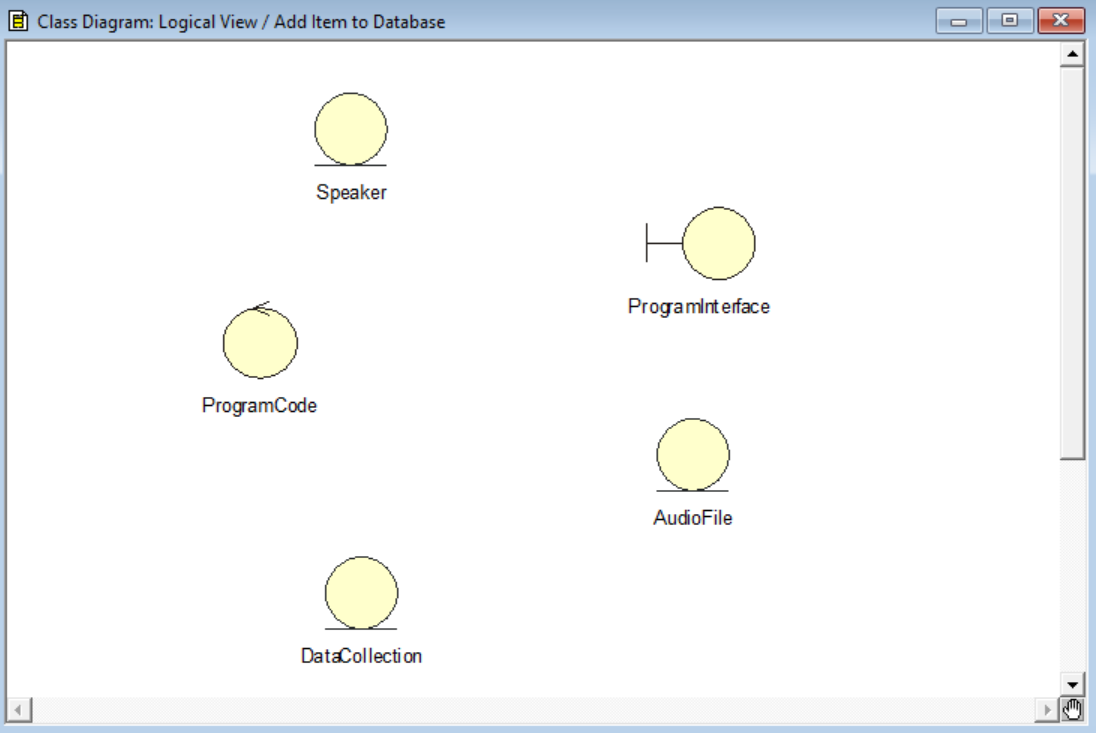 Class Diagram: Logical View / Add Item to Database
Speaker
ProgramInterface
ProgramCode
AudioFile
DataCollection